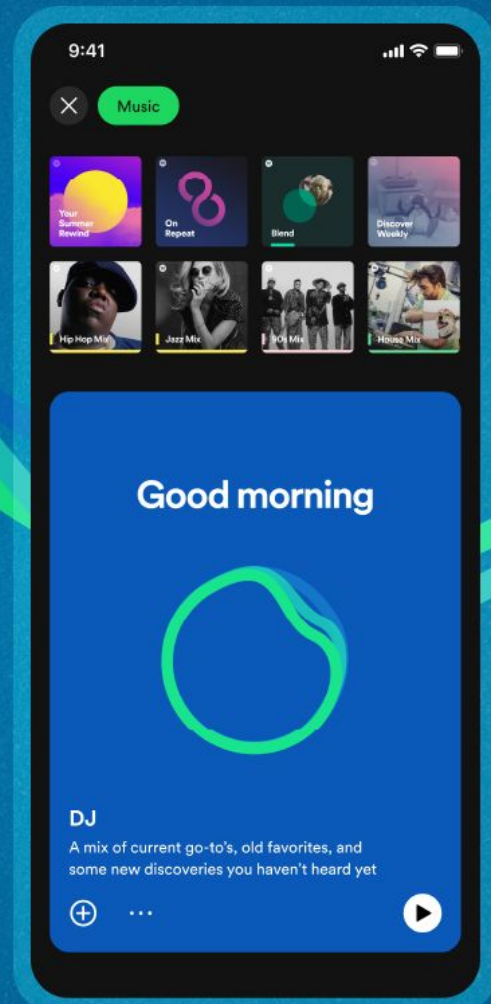 9:41
Music
Your
Summer
Rewind
On
Repeat
Blend
Discover
Weekly
Hip Hop Mix
Jazz Mix
90s Mix
House Mix
Good morning
DJ
A mix of current go-to's, old favorites, and
some new discoveries you haven't heard yet